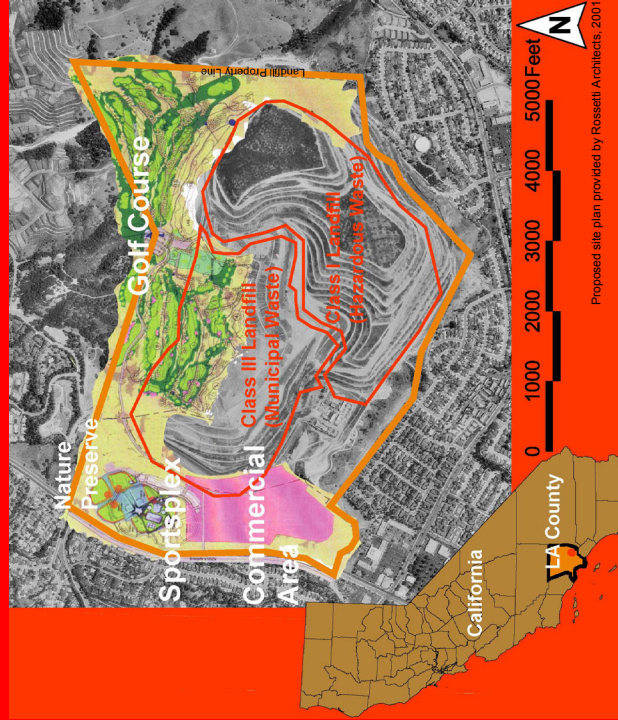 Nature
Preserve
Golf Course
Landfill Property Line
Sportsplex
Commercial
Area
Class III Landfill
(Municipal Waste)
Class I Landfill
(Hazardous Waste)
California
LA County
0
1000
2000
3000
4000
5000 Feet
N
Proposed site plan provided by Rossetti Architects, 2001